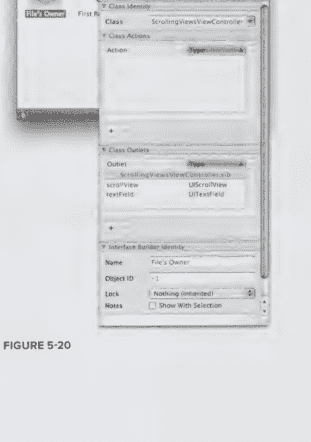 Class Identity
File's Owner
First R
Class
ScrollingViewsViewController
Class Actions
Action
Type
+
Class Outlets
Outlet
Type
ScrollingViewsViewController.xib
scrollView
UIScrollView
textField
UITextField
+
Interface Builder Identity
Name
File's Owner
Object ID
-1
Lock
Nothing (Inherited)
Notes
Show With Selection
FIGURE 5-20